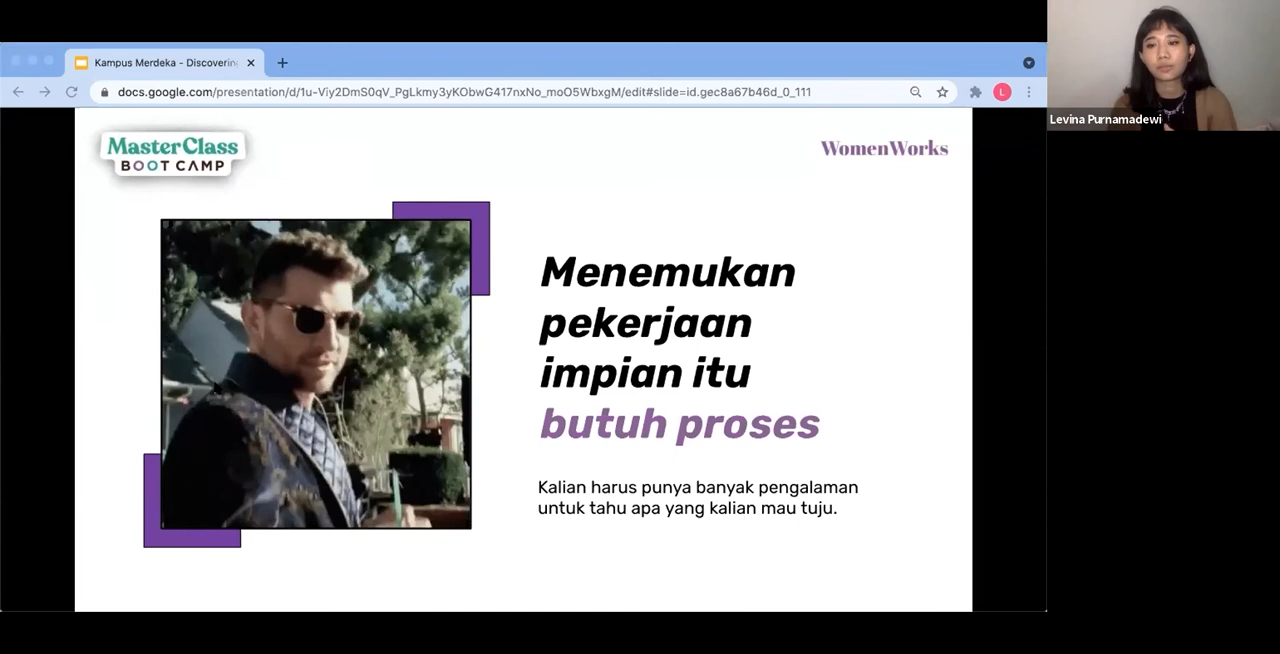 Kampus Merdeka - Discovering
docs.google.com/presentation/d/1u-Viy2DmS0qV_PgLkmy3yKObwG417nxNo_moO5WbxgM/edit#slide=id.gec8a67b46d_0_111
L
Levina Purnamadewi
MasterClass
BOOT CAMP
WomenWorks
Menemukan
pekerjaan
impian itu
butuh proses
Kalian harus punya banyak pengalaman
untuk tahu apa yang kalian mau tuju.